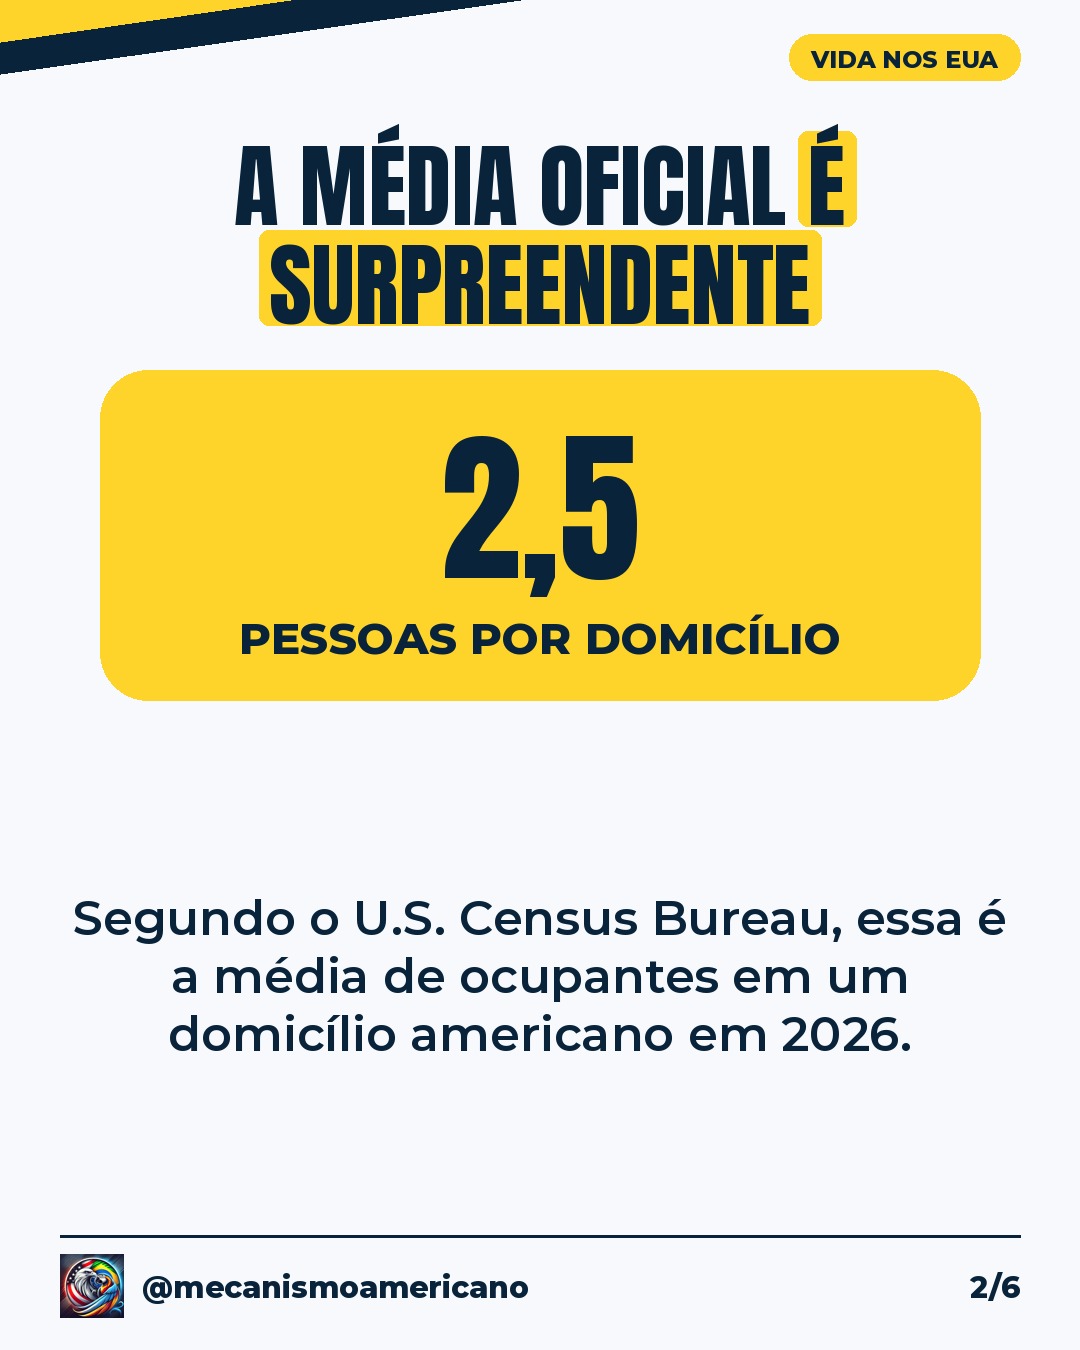 VIDA NOS EUA
A MÉDIA OFICIAL É
SURPREENDENTE
2,5
PESSOAS POR DOMICÍLIO
Segundo o U.S. Census Bureau, essa é
a média de ocupantes em um
domicílio americano em 2026.
@mecanismoamericano
2/6